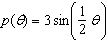 p(θ) = 3 sin(1/2 θ)